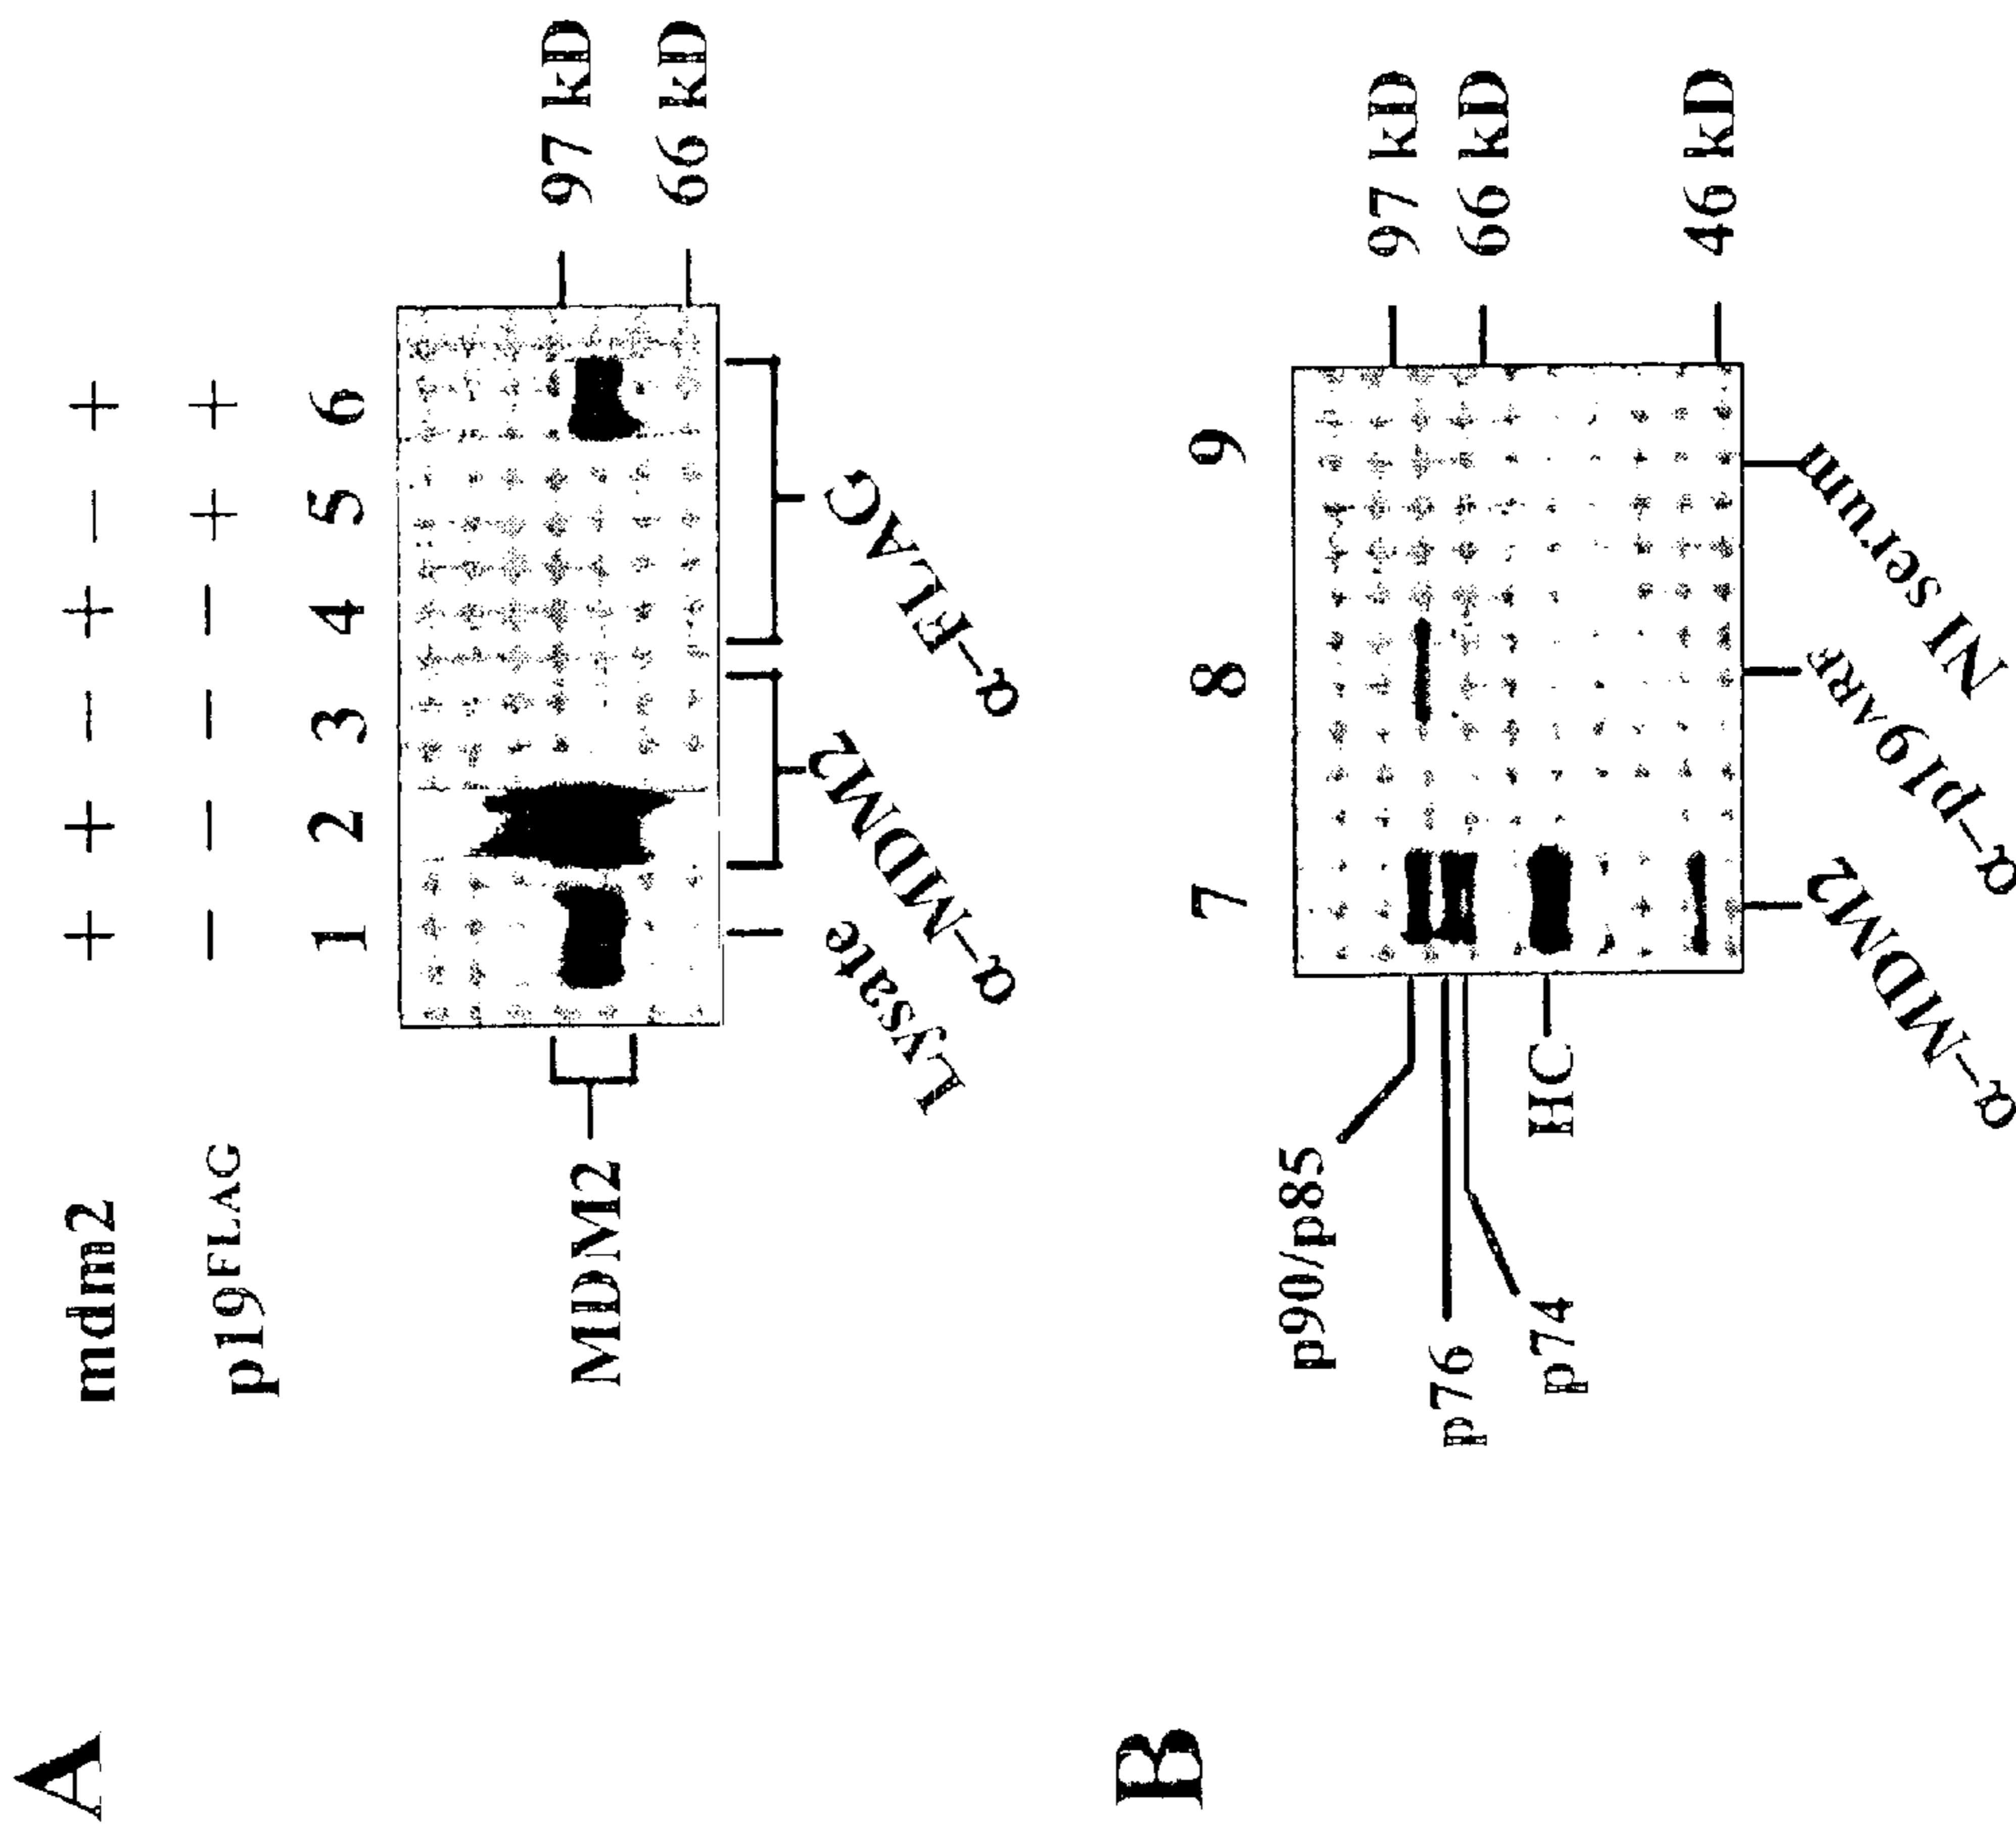 A
mdm2 + + − + − +
p19FLAG − − − − + +
1 2 3 4 5 6
MDM2
97 kD
66 kD
Lysate
α–MDM2
α–FLAG
B
7 8 9
p90/p85
p76
p74
HC
97 kD
66 kD
46 kD
α–MDM2
α–p19ARF
NI serum